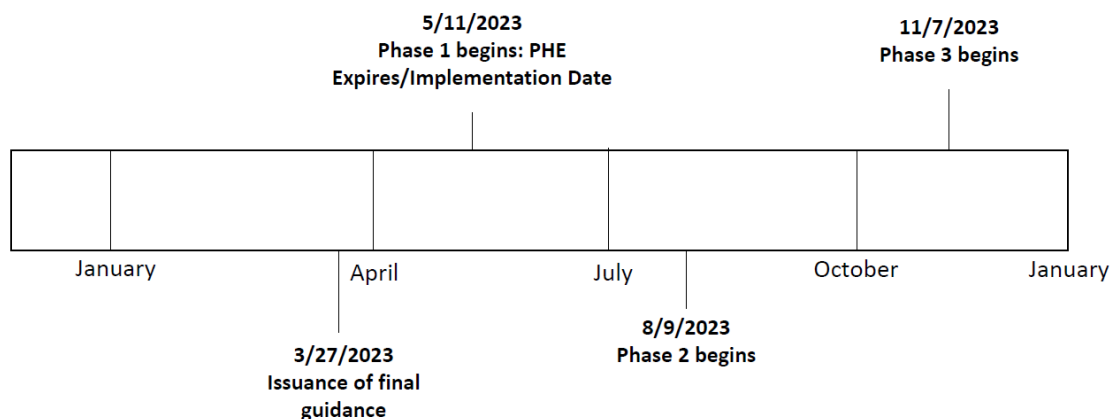 5/11/2023
Phase 1 begins: PHE
Expires/Implementation Date
11/7/2023
Phase 3 begins
January
April
July
October
January
3/27/2023
Issuance of final
guidance
8/9/2023
Phase 2 begins